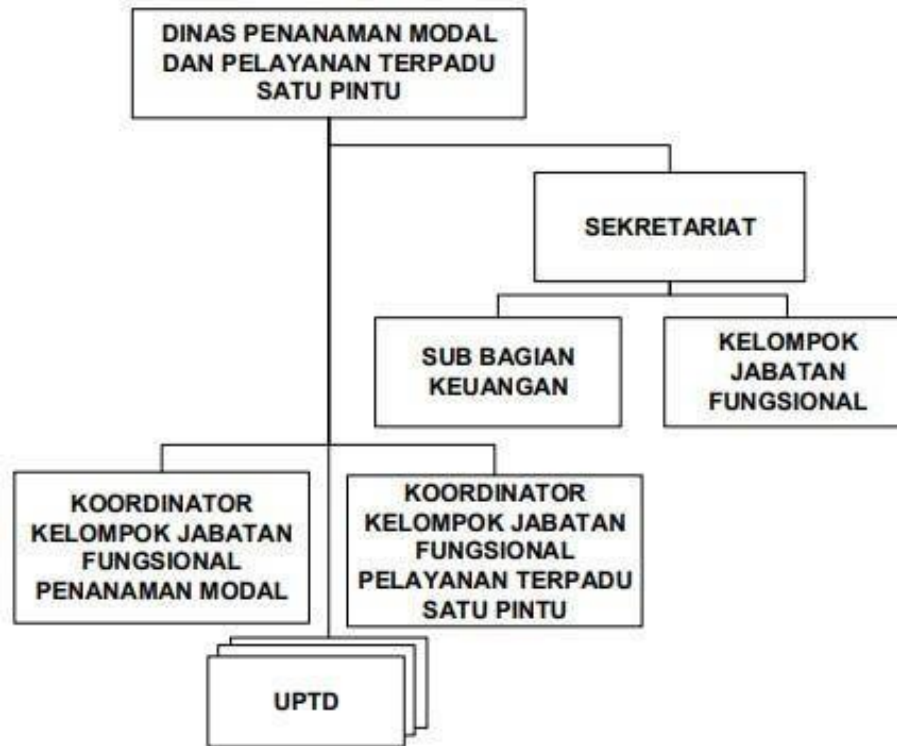 DINAS PENANAMAN MODAL
DAN PELAYANAN TERPADU
SATU PINTU
SEKRETARIAT
SUB BAGIAN
KEUANGAN
KELOMPOK
JABATAN
FUNGSIONAL
KOORDINATOR
KELOMPOK JABATAN
FUNGSIONAL
PENANAMAN MODAL
KOORDINATOR
KELOMPOK JABATAN
FUNGSIONAL
PELAYANAN TERPADU
SATU PINTU
UPTD